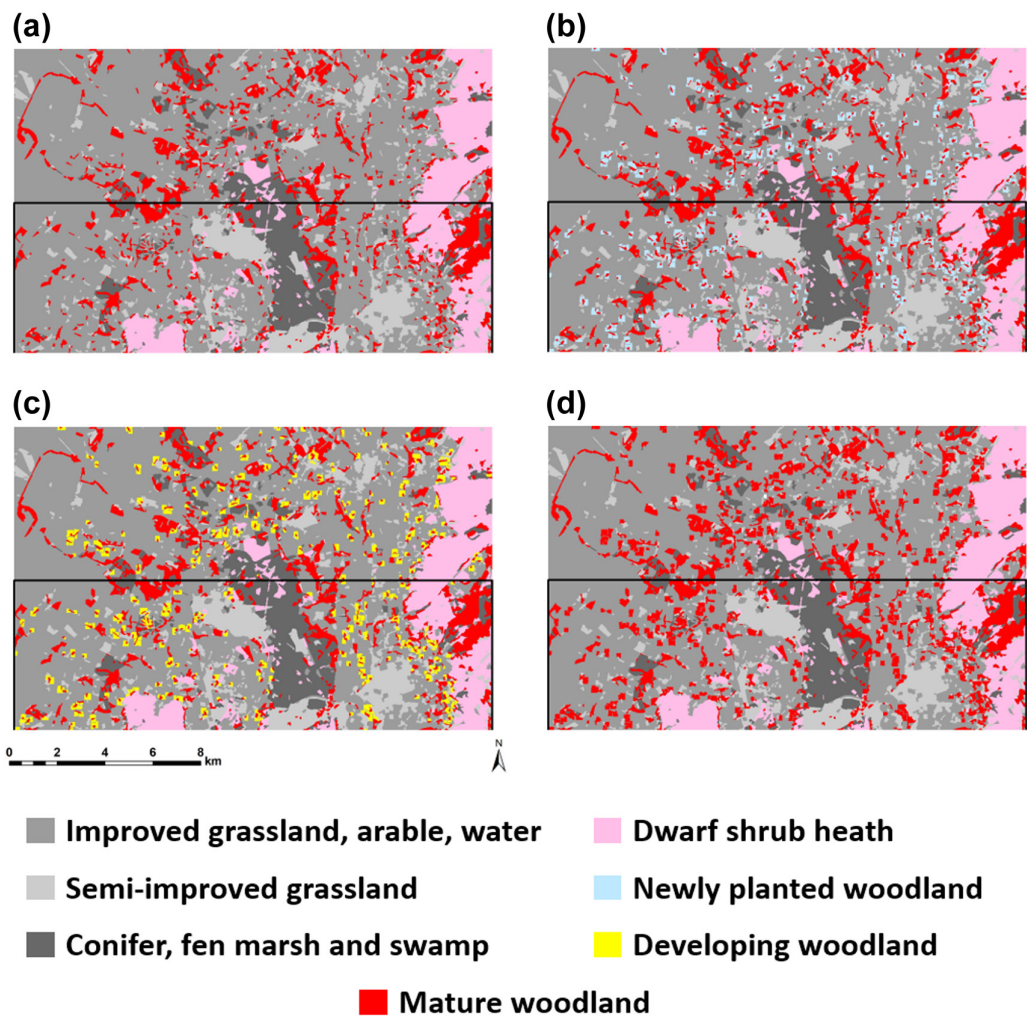 (a) (b)
(c) (d)
0 2 4 6 8 km
N
Improved grassland, arable, water
Dwarf shrub heath
Semi-improved grassland
Newly planted woodland
Conifer, fen marsh and swamp
Developing woodland
Mature woodland